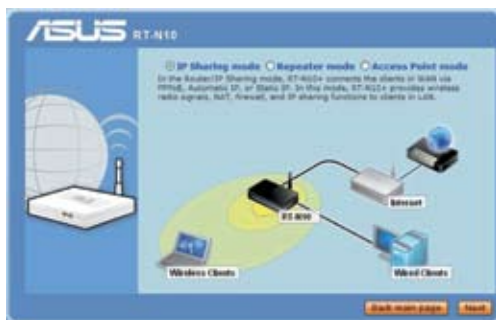 ASUS RT-N10
IP Sharing mode Repeater mode Access Point mode
In the Router/IP Sharing mode, RT-N10+ connects the clients in WAN via
PPPoE, Automatic IP, or Static IP. In this mode, RT-N10+ provides wireless
radio signals, NAT, firewall, and IP sharing functions to clients in LAN.
Internet
RT-N10
Wireless Clients
Wired Clients
Back main page Next